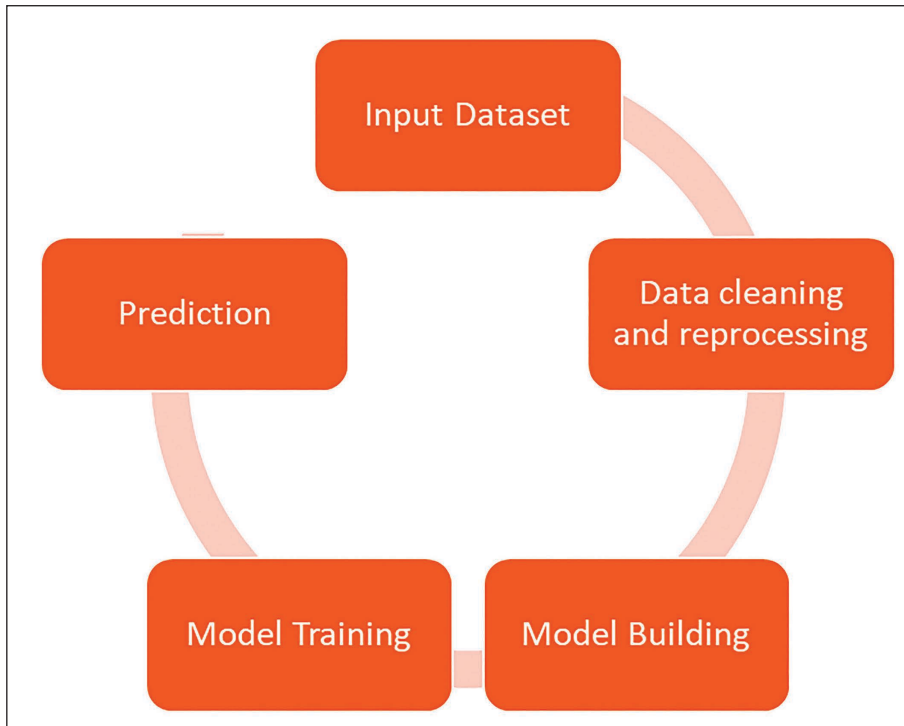 Input Dataset
Data cleaning
and reprocessing
Model Building
Model Training
Prediction